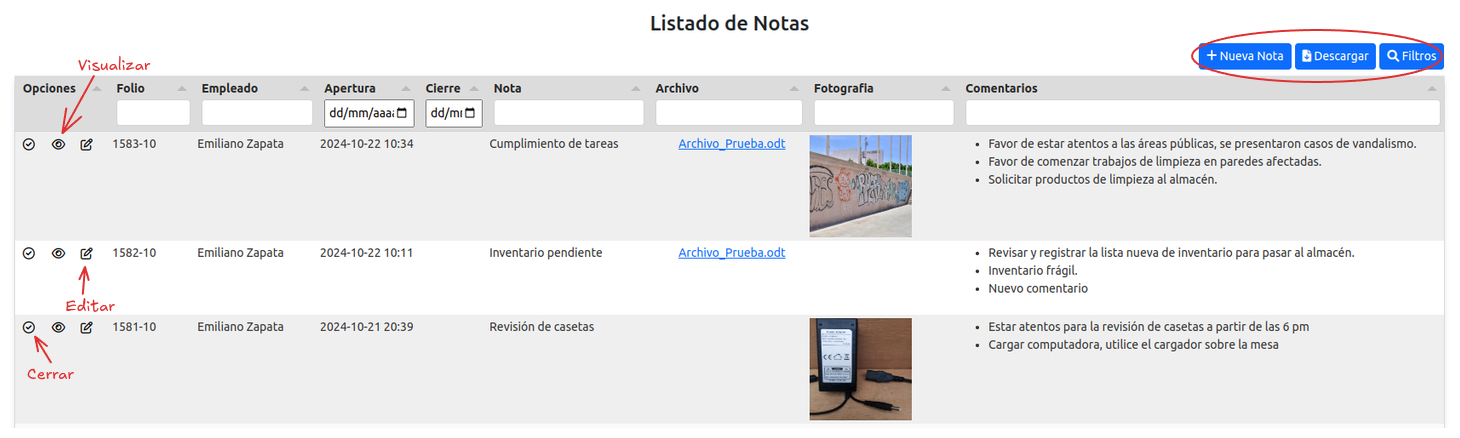 Listado de Notas
Nueva Nota Descargar Filtros
Visualizar
Opciones Folio Empleado Apertura Cierre Nota Archivo Fotografia Comentarios
dd/mm/aaaa dd/m
1583-10 Emiliano Zapata 2024-10-22 10:34 Cumplimiento de tareas Archivo_Prueba.odt
Favor de estar atentos a las áreas públicas, se presentaron casos de vandalismo.
Favor de comenzar trabajos de limpieza en paredes afectadas.
Solicitar productos de limpieza al almacén.
1582-10 Emiliano Zapata 2024-10-22 10:11 Inventario pendiente Archivo_Prueba.odt
Revisar y registrar la lista nueva de inventario para pasar al almacén.
Inventario frágil.
Nuevo comentario
Editar
1581-10 Emiliano Zapata 2024-10-21 20:39 Revisión de casetas
Estar atentos para la revisión de casetas a partir de las 6 pm
Cargar computadora, utilice el cargador sobre la mesa
Cerrar